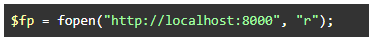 $fp = fopen("http://localhost:8000", "r");